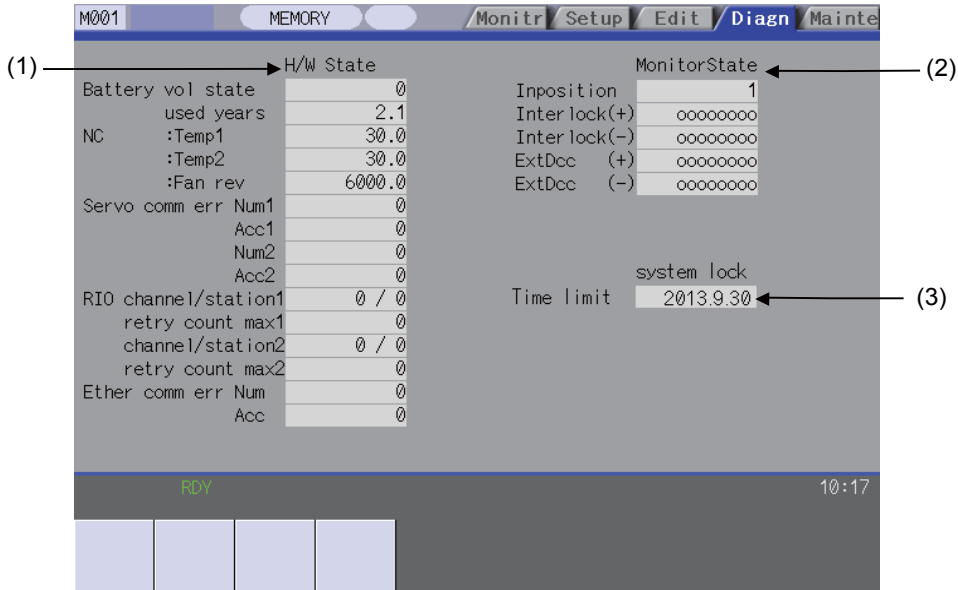 M001 MEMORY Monitr Setup Edit Diagn Mainte
(1) H/W State
Battery vol state 0
used years 2.1
NC :Temp1 30.0
:Temp2 30.0
:Fan rev 6000.0
Servo comm err Num1 0
Acc1 0
Num2 0
Acc2 0
RIO channel/station1 0 / 0
retry count max1 0
channel/station2 0 / 0
retry count max2 0
Ether comm err Num 0
Acc 0
MonitorState (2)
Inposition 1
Interlock(+) oooooooo
Interlock(-) oooooooo
ExtDcc (+) oooooooo
ExtDcc (-) oooooooo
system lock
Time limit 2013.9.30 (3)
RDY 10:17